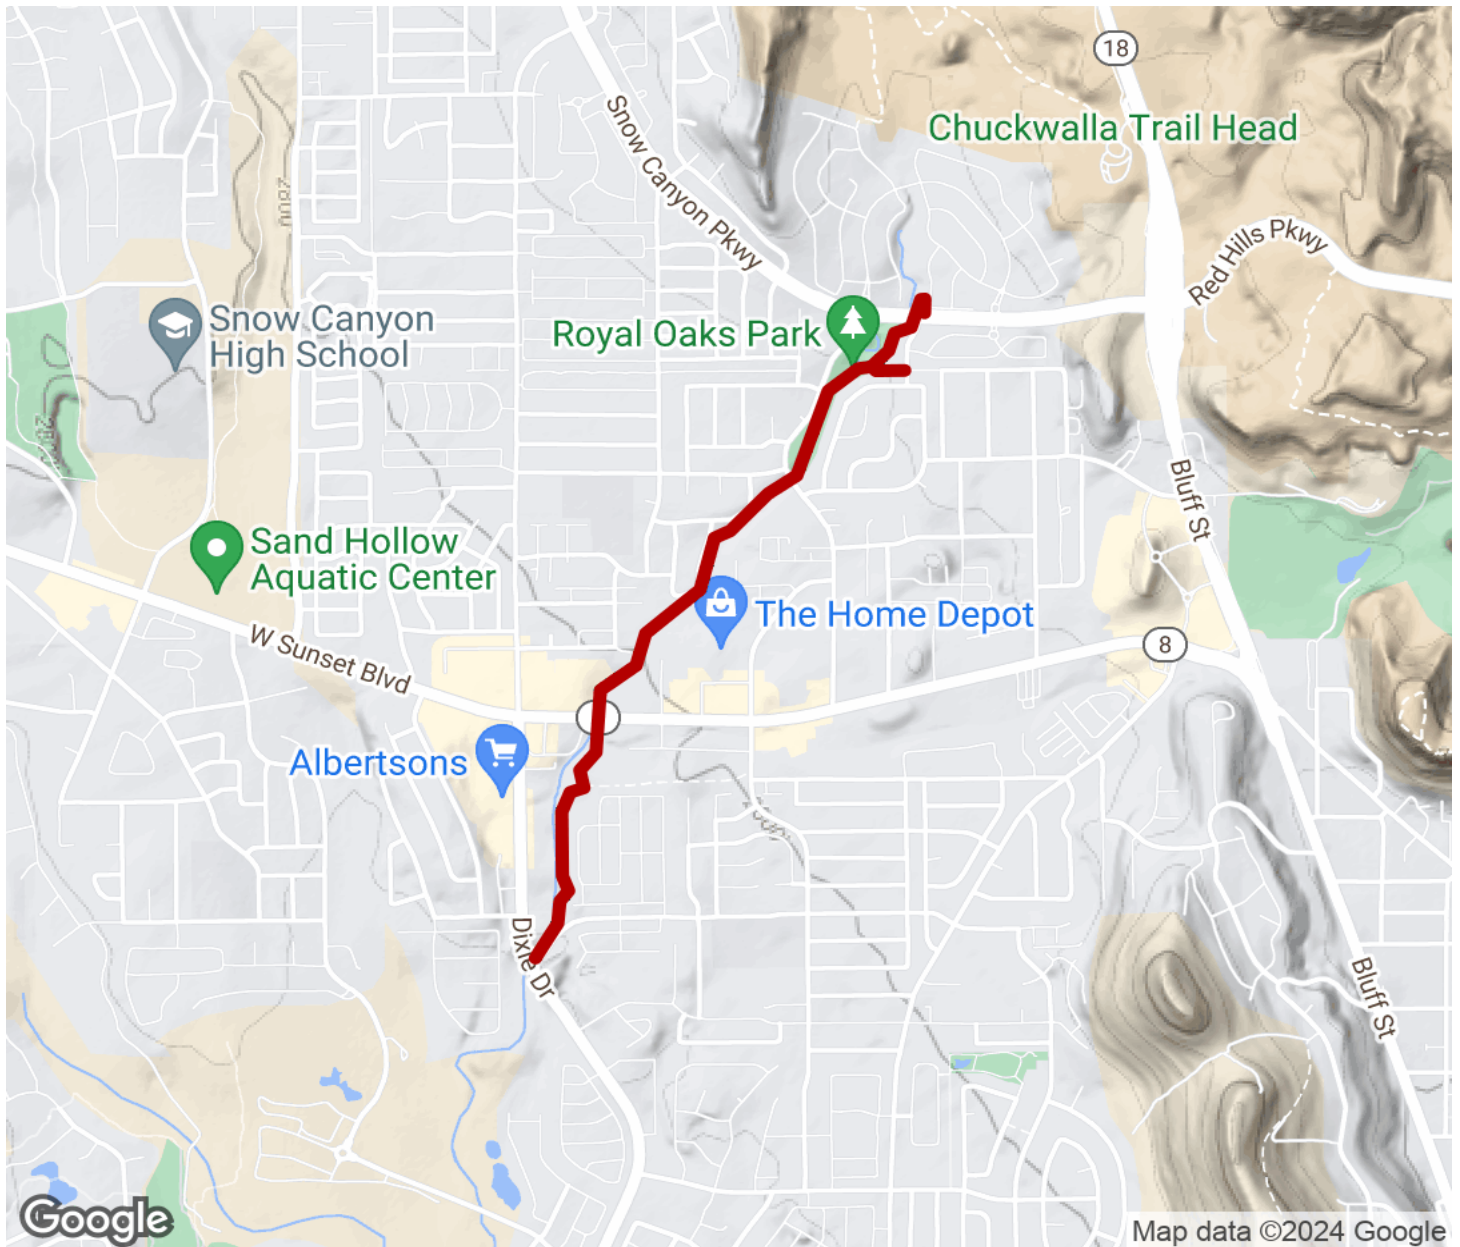 18
Chuckwalla Trail Head
Snow Canyon Pkwy
Red Hills Pkwy
2800
Snow Canyon
High School
Royal Oaks Park
Bluff St
Sand Hollow
Aquatic Center
The Home Depot
W Sunset Blvd
8
Albertsons
Dixie Dr
Bluff St
Google
Map data ©2024 Google